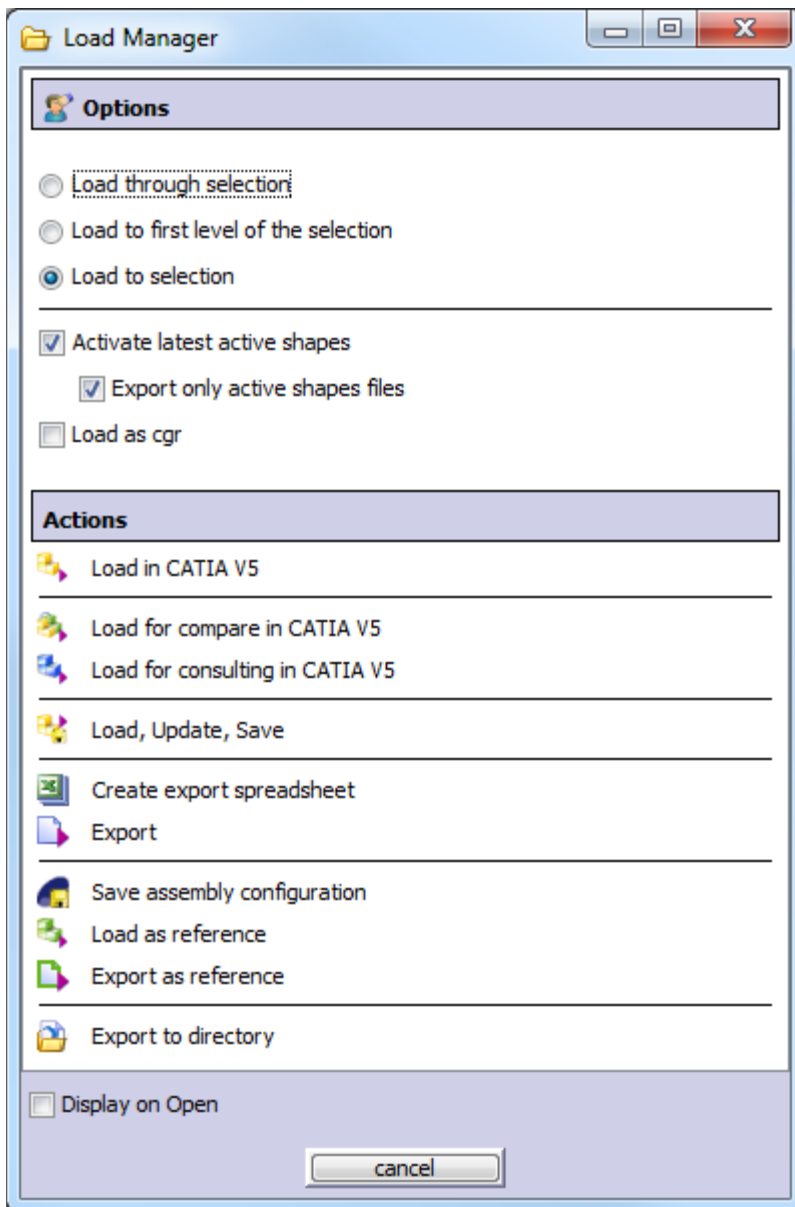 Load Manager
Options
Load through selection
Load to first level of the selection
Load to selection
Activate latest active shapes
Export only active shapes files
Load as cgr
Actions
Load in CATIA V5
Load for compare in CATIA V5
Load for consulting in CATIA V5
Load, Update, Save
Create export spreadsheet
Export
Save assembly configuration
Load as reference
Export as reference
Export to directory
Display on Open
cancel